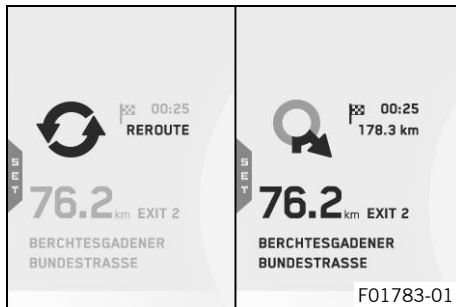 00:25
REROUTE
SET
76.2 km EXIT 2
BERCHTESGADENER
BUNDESTRASSE
00:25
178.3 km
SET
76.2 km EXIT 2
BERCHTESGADENER
BUNDESTRASSE
F01783-01